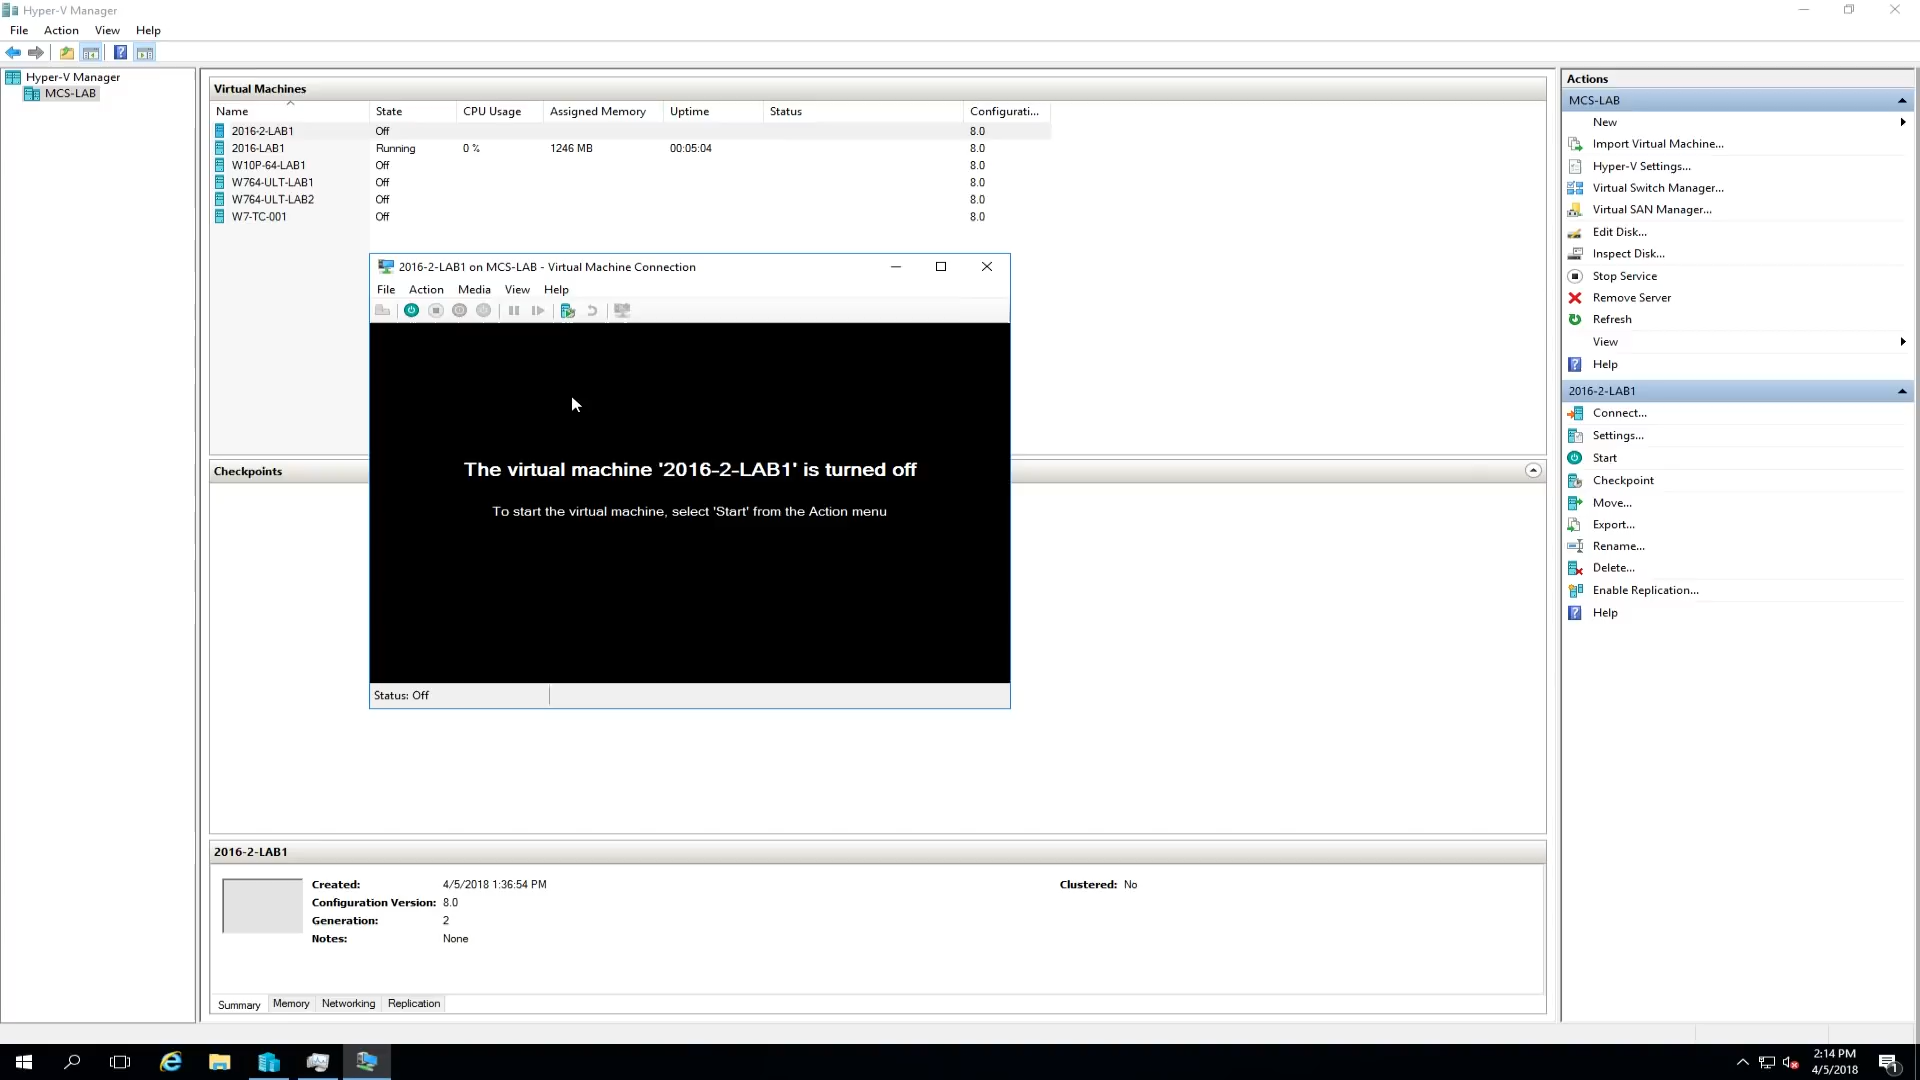 Hyper-V Manager
File Action View Help
Hyper-V Manager
MCS-LAB
Virtual Machines
Name State CPU Usage Assigned Memory Uptime Status Configurati...
2016-2-LAB1 Off 8.0
2016-LAB1 Running 0 % 1246 MB 00:05:04 8.0
W10P-64-LAB1 Off 8.0
W764-ULT-LAB1 Off 8.0
W764-ULT-LAB2 Off 8.0
W7-TC-001 Off 8.0
2016-2-LAB1 on MCS-LAB - Virtual Machine Connection
File Action Media View Help
The virtual machine '2016-2-LAB1' is turned off
To start the virtual machine, select 'Start' from the Action menu
Status: Off
Checkpoints
2016-2-LAB1
Created: 4/5/2018 1:36:54 PM Clustered: No
Configuration Version: 8.0
Generation: 2
Notes: None
Summary Memory Networking Replication
Actions
MCS-LAB
New
Import Virtual Machine...
Hyper-V Settings...
Virtual Switch Manager...
Virtual SAN Manager...
Edit Disk...
Inspect Disk...
Stop Service
Remove Server
Refresh
View
Help
2016-2-LAB1
Connect...
Settings...
Start
Checkpoint
Move...
Export...
Rename...
Delete...
Enable Replication...
Help
2:14 PM
4/5/2018
1